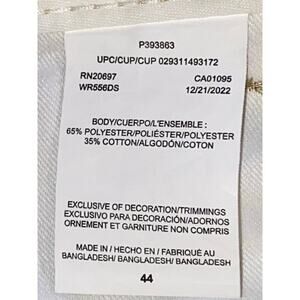 P393863
UPC/CUP/CUP 029311493172
RN20697 CA01095
WR556DS 12/21/2022
BODY/CUERPO/L'ENSEMBLE :
65% POLYESTER/POLIÉSTER/POLYESTER
35% COTTON/ALGODÓN/COTON
EXCLUSIVE OF DECORATION/TRIMMINGS
EXCLUSIVO PARA DECORACIÓN/ADORNOS
ORNEMENT ET GARNITURE NON COMPRIS
MADE IN / HECHO EN / FABRIQUÉ AU
BANGLADESH/ BANGLADESH/ BANGLADESH
44